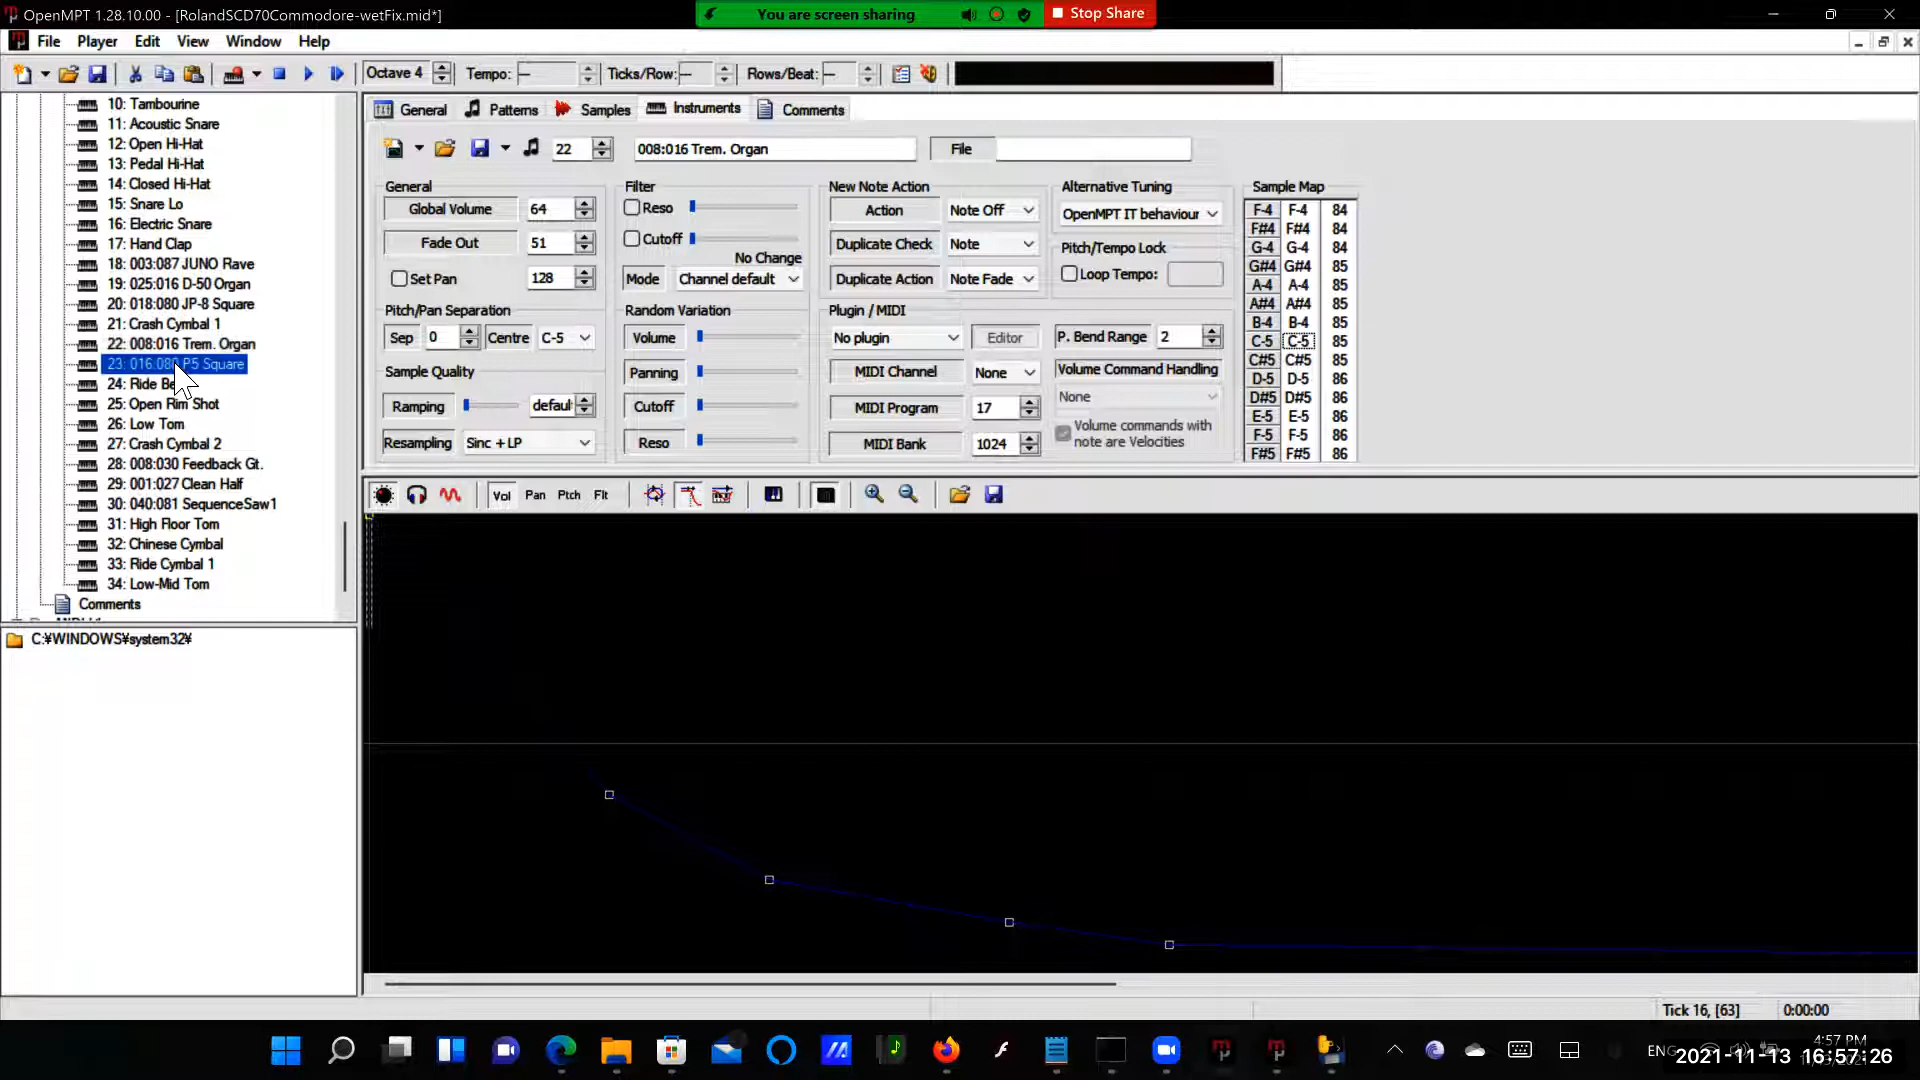 OpenMPT 1.28.10.00 - [RolandSCD70Commodore-wetFix.mid*]
You are screen sharing
Stop Share
File Player Edit View Window Help
Octave 4 Tempo: --- Ticks/Row: --- Rows/Beat: ---
10: Tambourine
11: Acoustic Snare
12: Open Hi-Hat
13: Pedal Hi-Hat
14: Closed Hi-Hat
15: Snare Lo
16: Electric Snare
17: Hand Clap
18: 003:087 JUNO Rave
19: 025:016 D-50 Organ
20: 018:080 JP-8 Square
21: Crash Cymbal 1
22: 008:016 Trem. Organ
23: 016:080 P5 Square
24: Ride Be
25: Open Rim Shot
26: Low Tom
27: Crash Cymbal 2
28: 008:030 Feedback Gt.
29: 001:027 Clean Half
30: 040:081 SequenceSaw1
31: High Floor Tom
32: Chinese Cymbal
33: Ride Cymbal 1
34: Low-Mid Tom
Comments
C:¥WINDOWS¥system32¥
General Patterns Samples Instruments Comments
22 008:016 Trem. Organ File
General
Global Volume 64
Fade Out 51
Set Pan 128
Pitch/Pan Separation
Sep 0 Centre C-5
Sample Quality
Ramping defaul
Resampling Sinc + LP
Filter
Reso
Cutoff
No Change
Mode Channel default
Random Variation
Volume
Panning
Cutoff
Reso
New Note Action
Action Note Off
Duplicate Check Note
Duplicate Action Note Fade
Plugin / MIDI
No plugin Editor
MIDI Channel None
MIDI Program 17
MIDI Bank 1024
Alternative Tuning
OpenMPT IT behaviour
Pitch/Tempo Lock
Loop Tempo:
P. Bend Range 2
Volume Command Handling
None
Volume commands with
note are Velocities
Sample Map
F-4 F-4 84
F#4 F#4 84
G-4 G-4 84
G#4 G#4 85
A-4 A-4 85
A#4 A#4 85
B-4 B-4 85
C-5 C-5 85
C#5 C#5 85
D-5 D-5 86
D#5 D#5 86
E-5 E-5 86
F-5 F-5 86
F#5 F#5 86
Vol Pan Ptch Flt
Tick 16, [63] 0:00:00
ENG
4:57 PM
2021-11-13 16:57:26